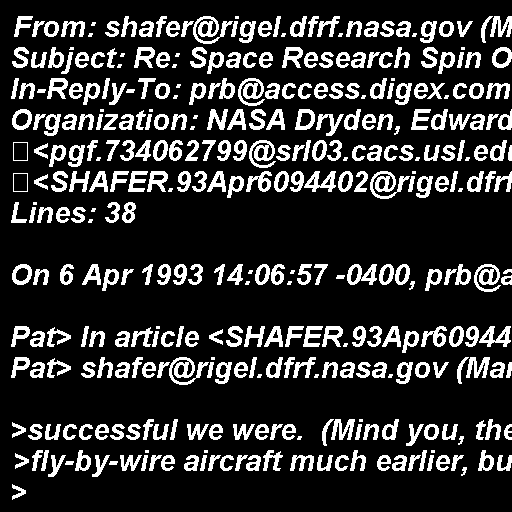 From: shafer@rigel.dfrf.nasa.gov (M
Subject: Re: Space Research Spin O
In-Reply-To: prb@access.digex.com
Organization: NASA Dryden, Edward
<pgf.734062799@srl03.cacs.usl.edu
<SHAFER.93Apr6094402@rigel.dfrf
Lines: 38
On 6 Apr 1993 14:06:57 -0400, prb@a
Pat> In article <SHAFER.93Apr60944
Pat> shafer@rigel.dfrf.nasa.gov (Mar
>successful we were.  (Mind you, the
>fly-by-wire aircraft much earlier, bu
>